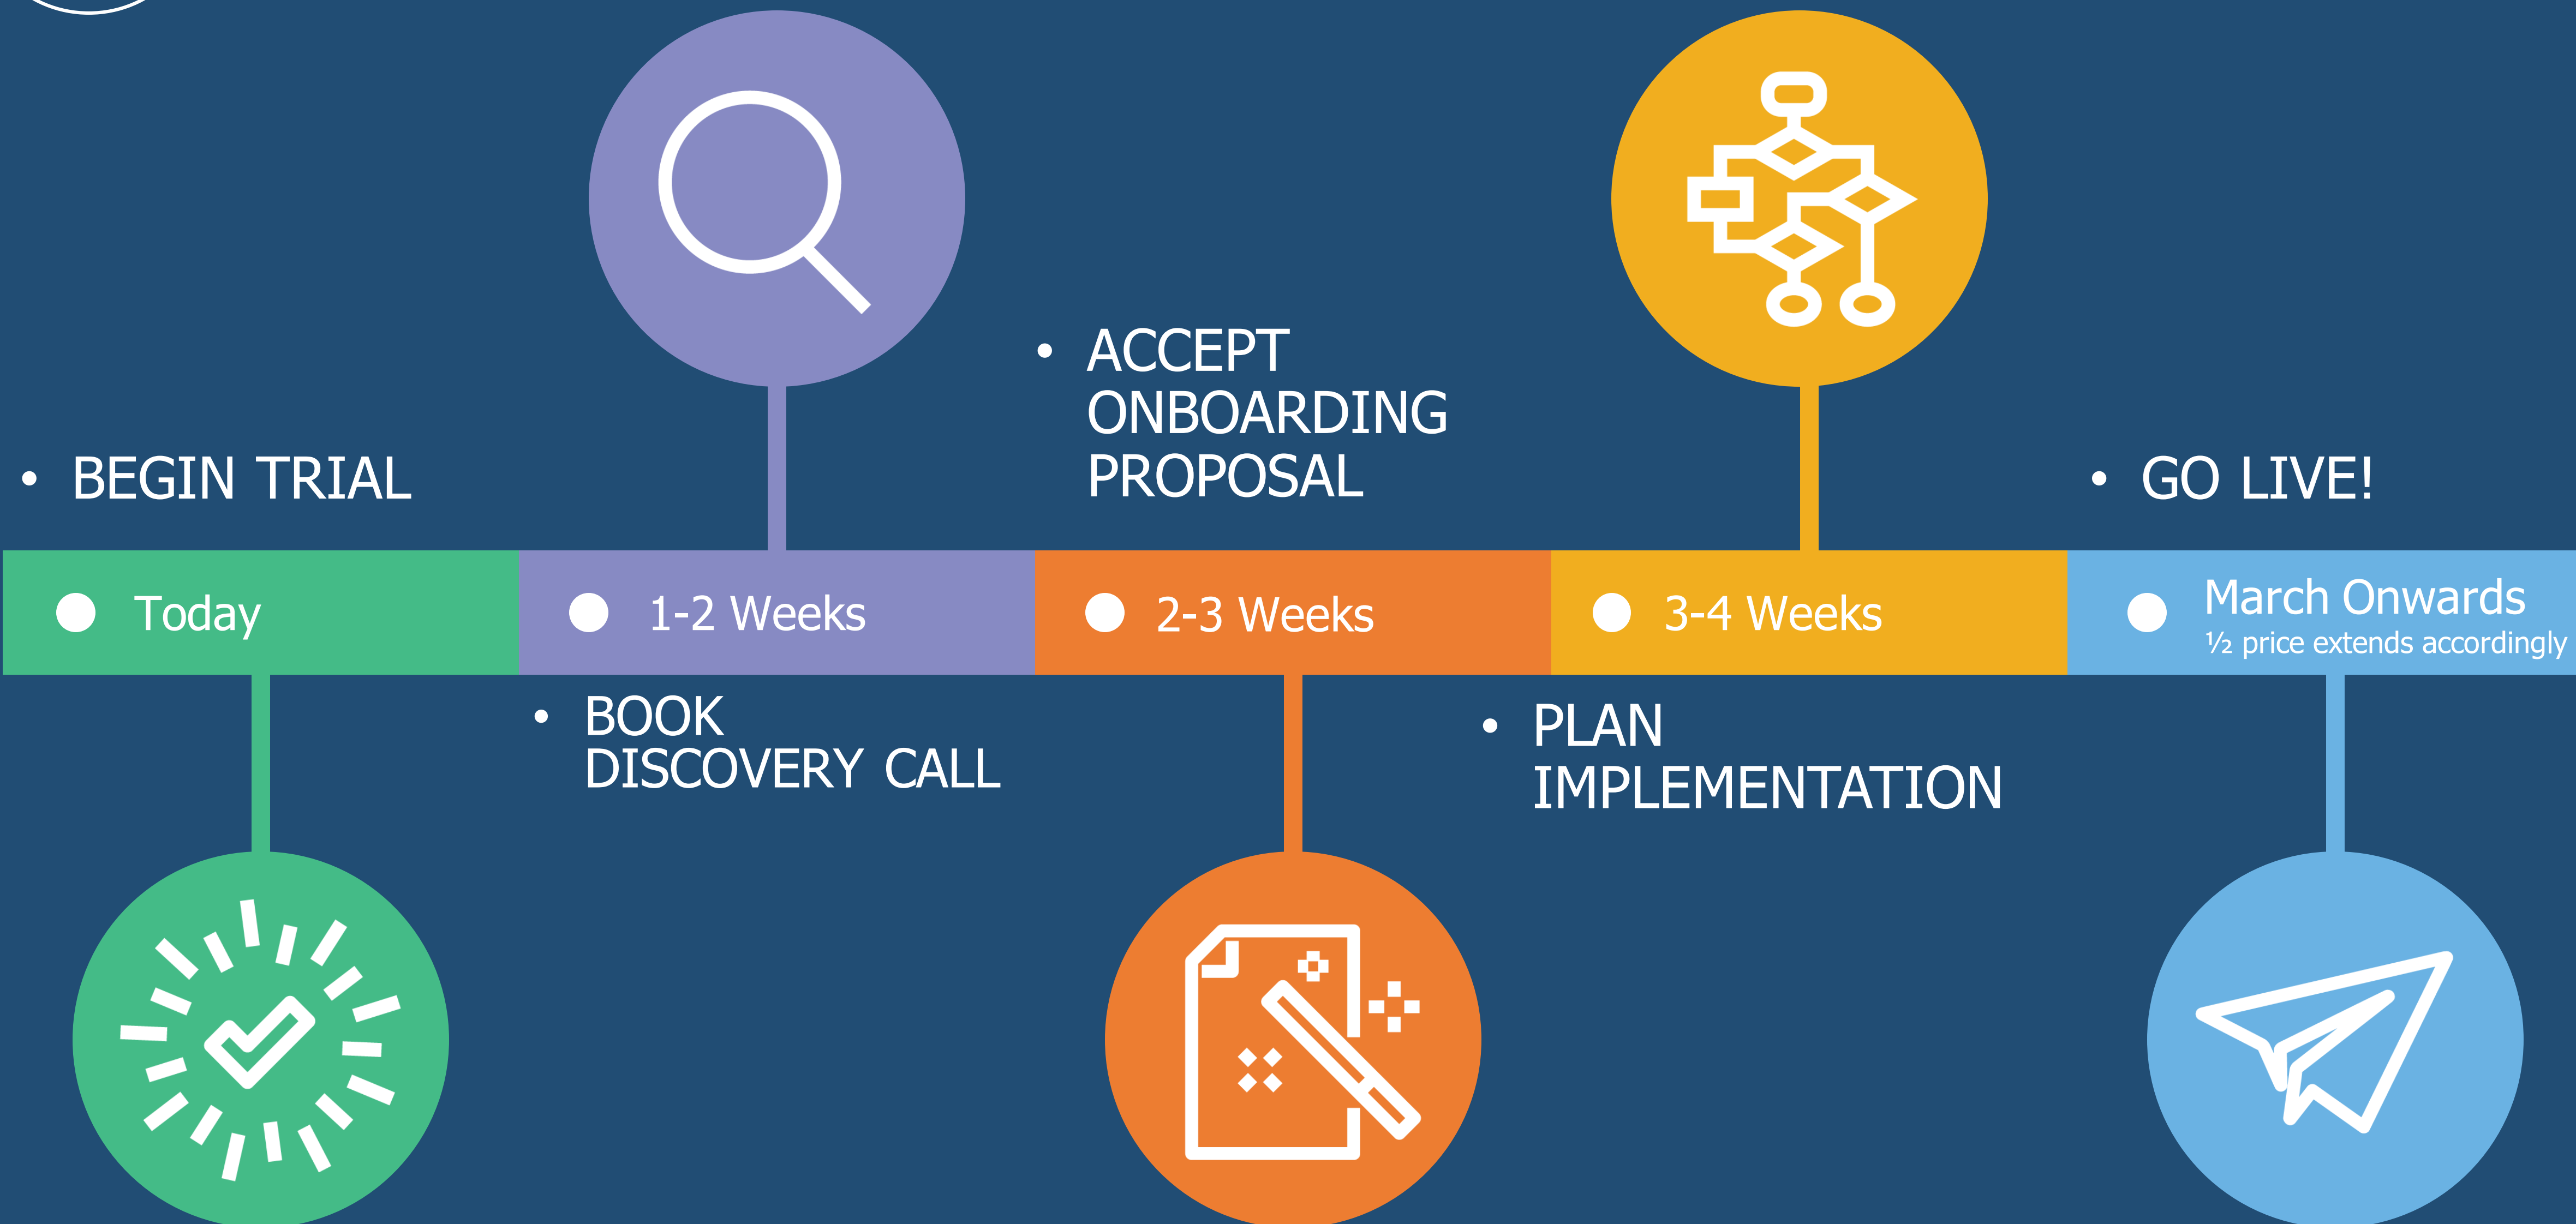 • BEGIN TRIAL
Today
1-2 Weeks
• BOOK
DISCOVERY CALL
• ACCEPT
ONBOARDING
PROPOSAL
2-3 Weeks
3-4 Weeks
• PLAN
IMPLEMENTATION
• GO LIVE!
March Onwards
½ price extends accordingly